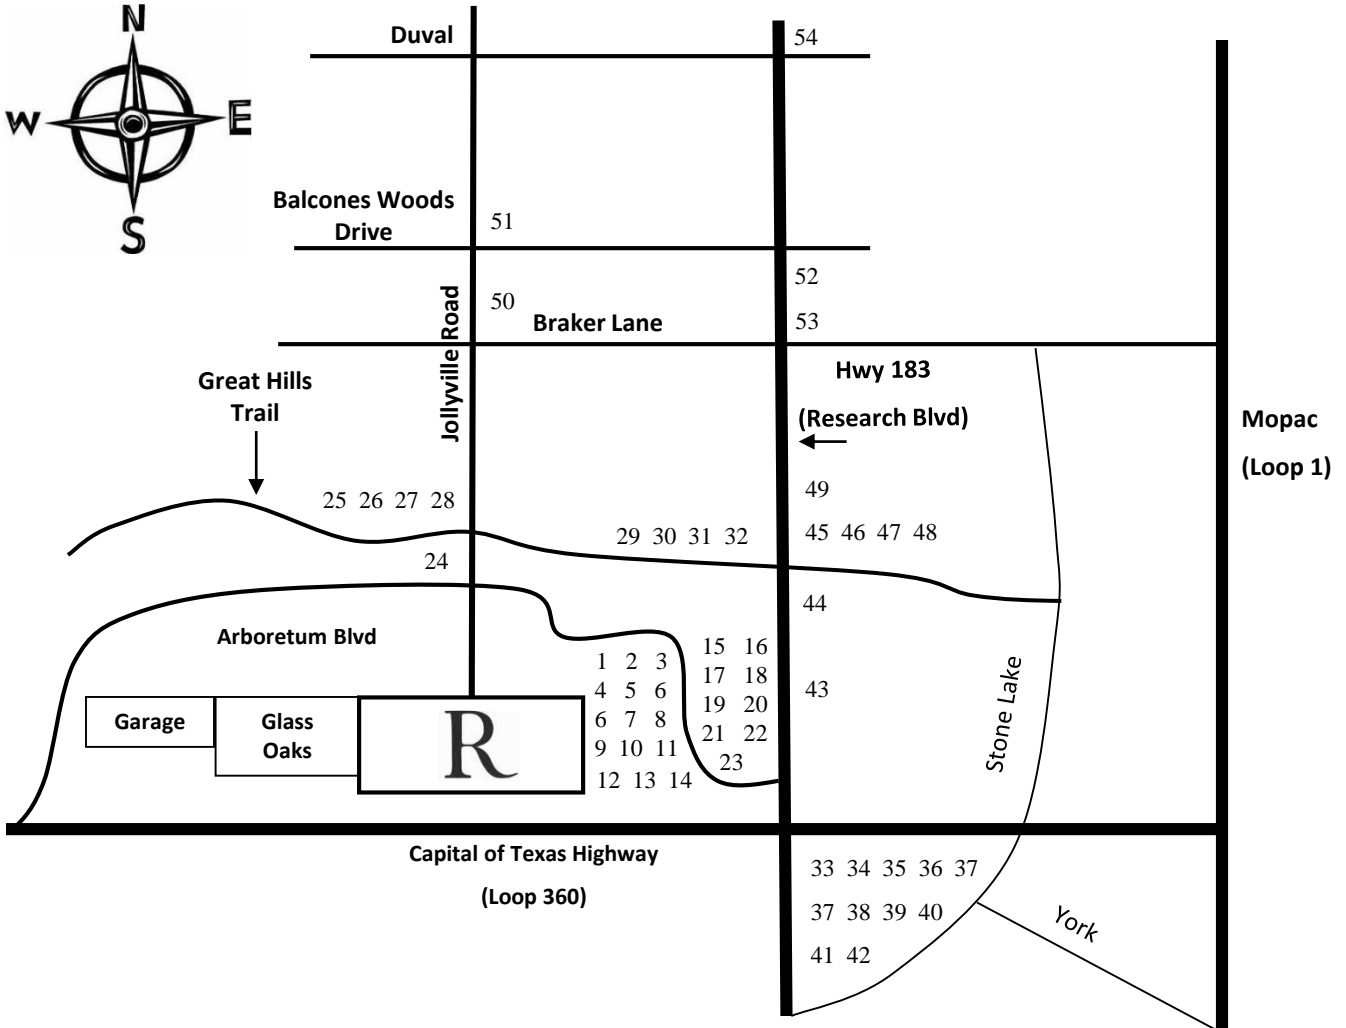 N
Duval
54
W
E
S
Balcones Woods
Drive
51
52
50
Braker Lane
53
Jollyville Road
Hwy 183
(Research Blvd)
Great Hills
Trail
Mopac
(Loop 1)
25 26 27 28
49
29 30 31 32
45 46 47 48
24
44
Arboretum Blvd
15 16
1 2 3
17 18
4 5 6
43
19 20
6 7 8
21 22
9 10 11
23
12 13 14
Garage
Glass
Oaks
R
Stone Lake
Capital of Texas Highway
(Loop 360)
33 34 35 36 37
37 38 39 40
41 42
York